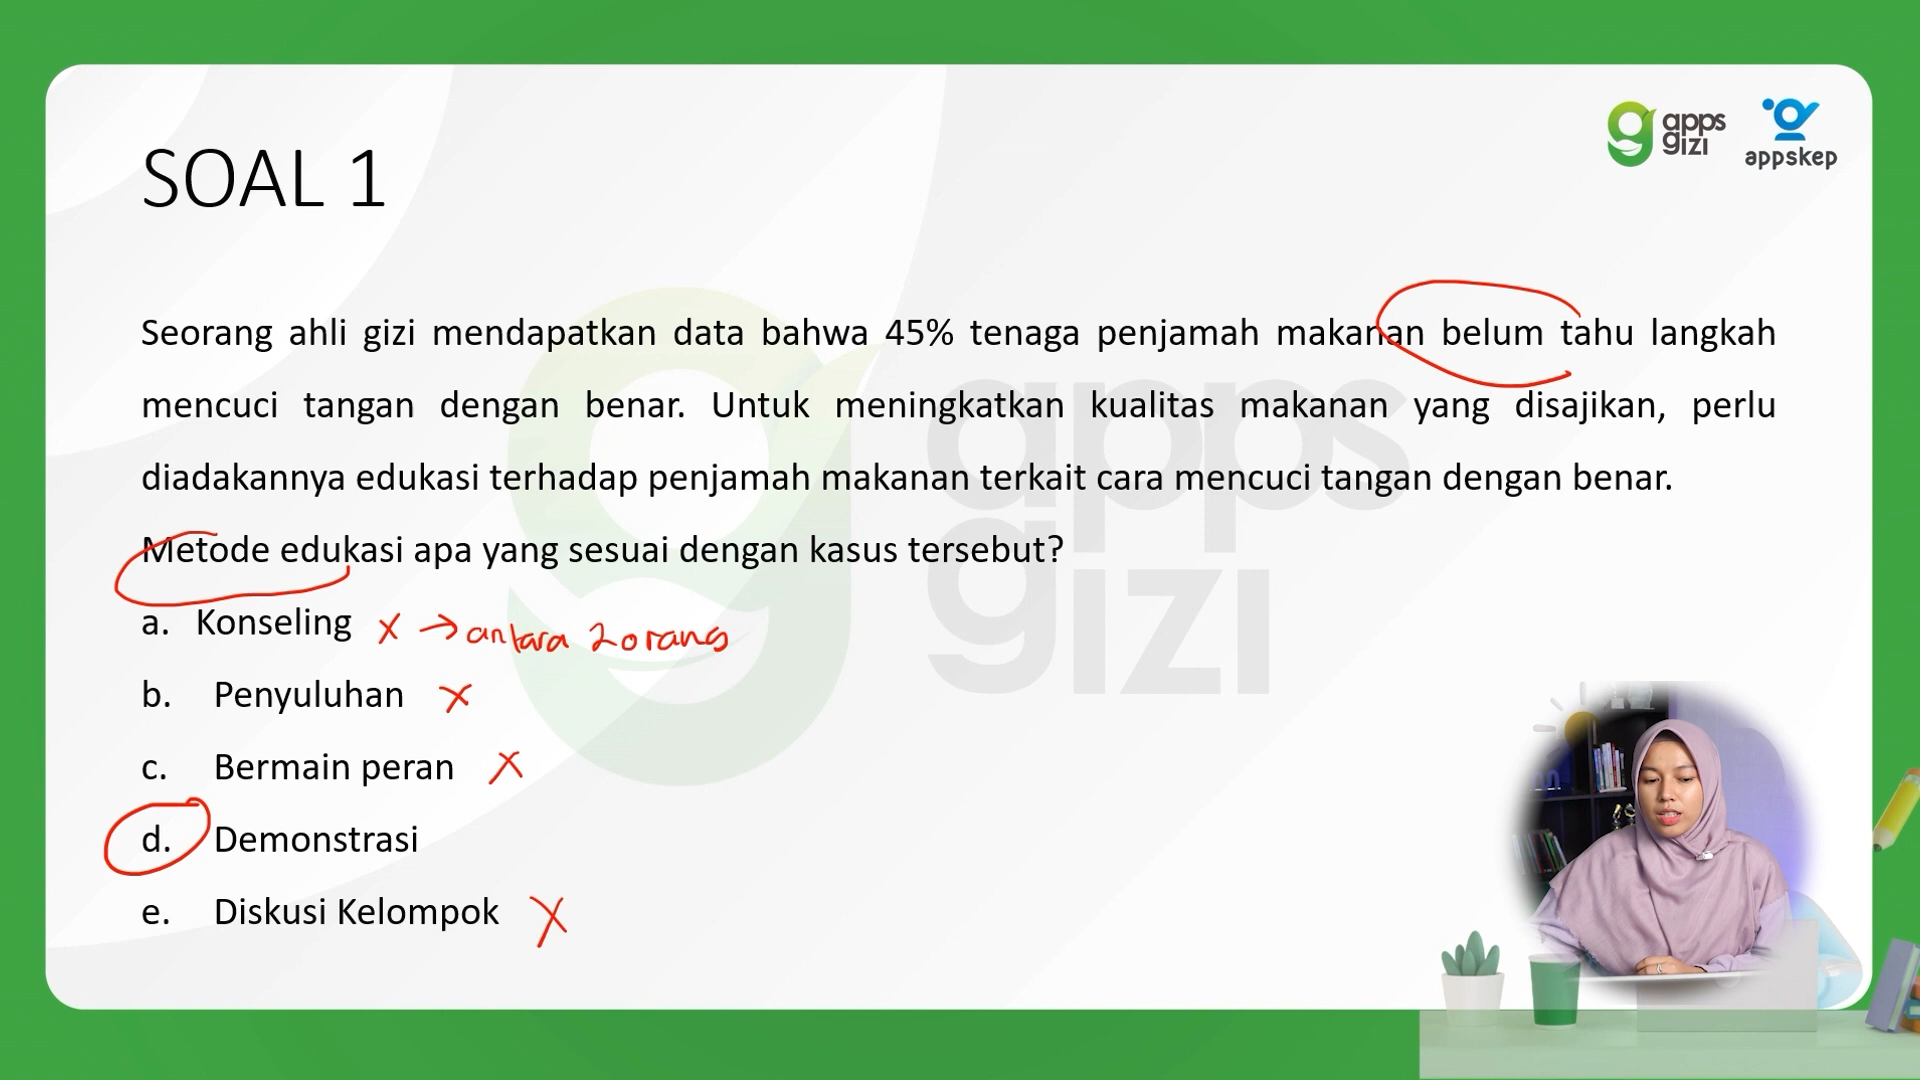 apps
gizi
appskep
SOAL 1
Seorang ahli gizi mendapatkan data bahwa 45% tenaga penjamah makanan belum tahu langkah
mencuci tangan dengan benar. Untuk meningkatkan kualitas makanan yang disajikan, perlu
diadakannya edukasi terhadap penjamah makanan terkait cara mencuci tangan dengan benar.
Metode edukasi apa yang sesuai dengan kasus tersebut?
a. Konseling x → antara 2 orang
b. Penyuluhan x
c. Bermain peran x
d. Demonstrasi
e. Diskusi Kelompok x
apps
gizi